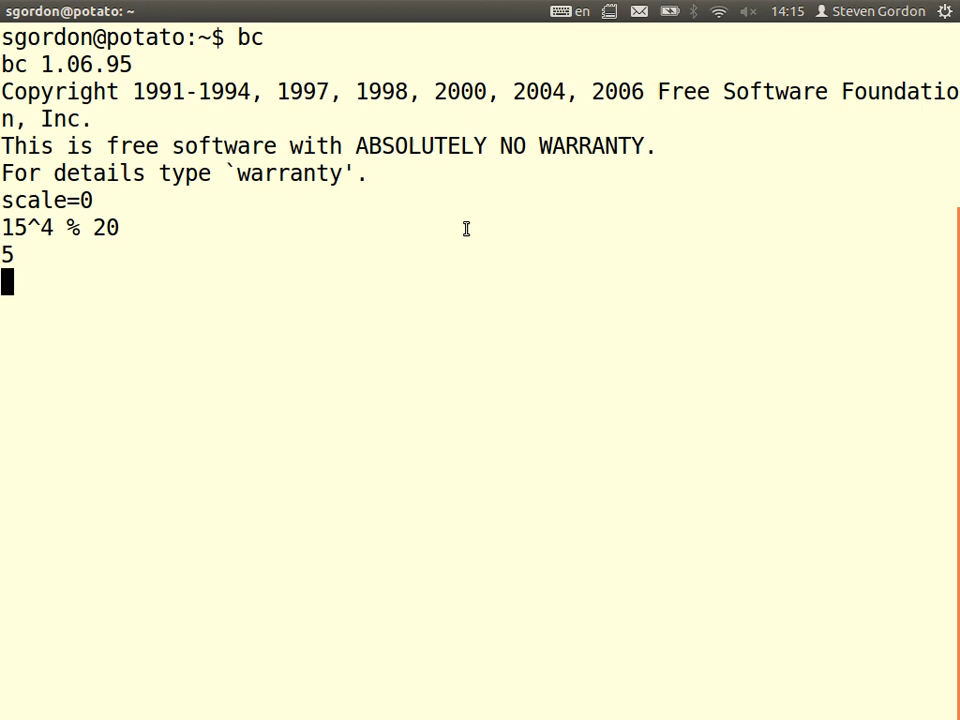 sgordon@potato: ~ en 14:15 Steven Gordon
sgordon@potato:~$ bc
bc 1.06.95
Copyright 1991-1994, 1997, 1998, 2000, 2004, 2006 Free Software Foundatio
n, Inc.
This is free software with ABSOLUTELY NO WARRANTY.
For details type `warranty'.
scale=0
15^4 % 20
5